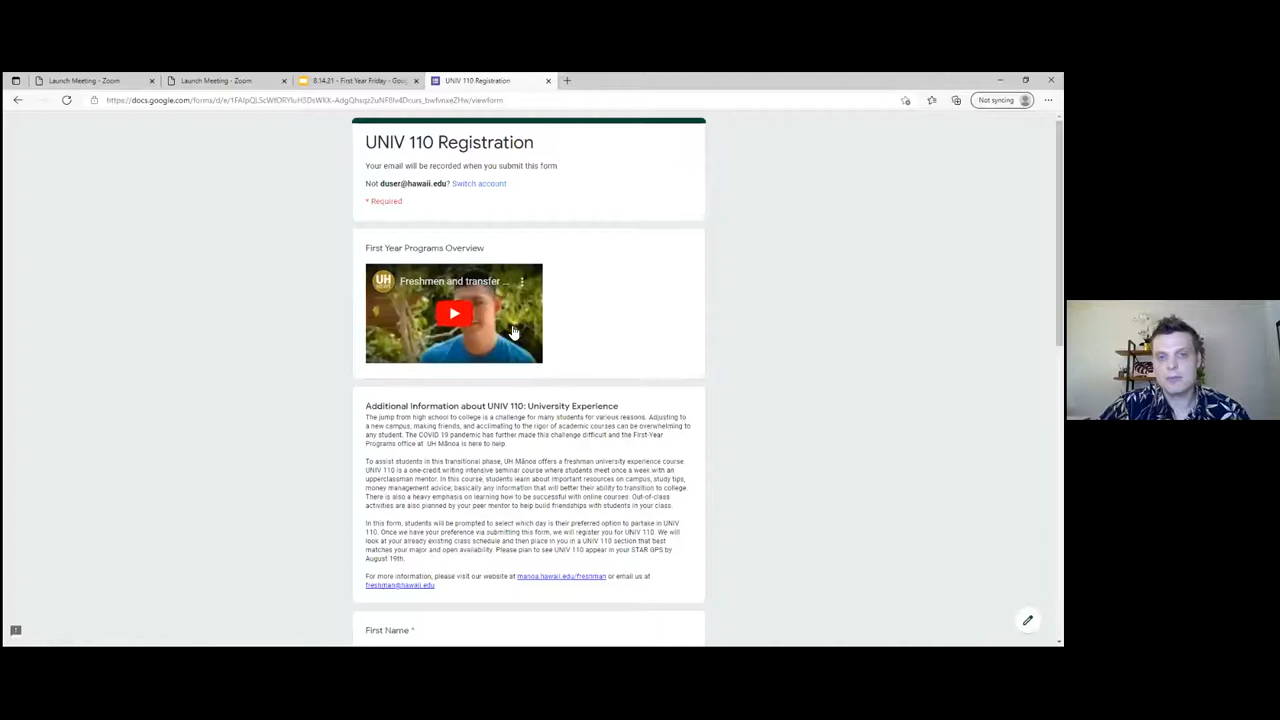 Launch Meeting - Zoom
Launch Meeting - Zoom
8.14.21 - First Year Friday - Goog
UNIV 110 Registration
Not syncing
UNIV 110 Registration
Your email will be recorded when you submit this form
Not duser@hawaii.edu? Switch account
* Required
First Year Programs Overview
UH
NEWS
Freshmen and transfer ...
Additional Information about UNIV 110: University Experience
The jump from high school to college is a challenge for many students for various reasons. Adjusting to
a new campus, making friends, and acclimating to the rigor of academic courses can be overwhelming to
any student. The COVID 19 pandemic has further made this challenge difficult and the First-Year
Programs office at UH Mānoa is here to help.
To assist students in this transitional phase, UH Mānoa offers a freshman university experience course.
UNIV 110 is a one-credit writing intensive seminar course where students meet once a week with an
upperclassman mentor. In this course, students learn about important resources on campus, study tips,
money management advice; basically any information that will better their ability to transition to college.
There is also a heavy emphasis on learning how to be successful with online courses. Out-of-class
activities are also planned by your peer mentor to help build friendships with students in your class.
In this form, students will be prompted to select which day is their preferred option to partake in UNIV
110. Once we have your preference via submitting this form, we will register you for UNIV 110. We will
look at your already existing class schedule and then place in you in a UNIV 110 section that best
matches your major and open availability. Please plan to see UNIV 110 appear in your STAR GPS by
August 19th.
For more information, please visit our website at manoa.hawaii.edu/freshman or email us at
freshman@hawaii.edu
First Name *